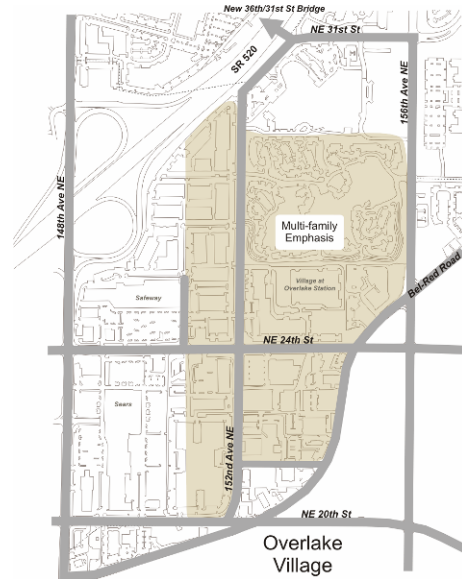 New 36th/31st St Bridge
NE 31st St
SR 520
156th Ave NE
148th Ave NE
Multi-family
Emphasis
Village at
Overlake Station
Bel-Red Road
Safeway
NE 24th St
Sears
152nd Ave NE
NE 20th St
Overlake
Village